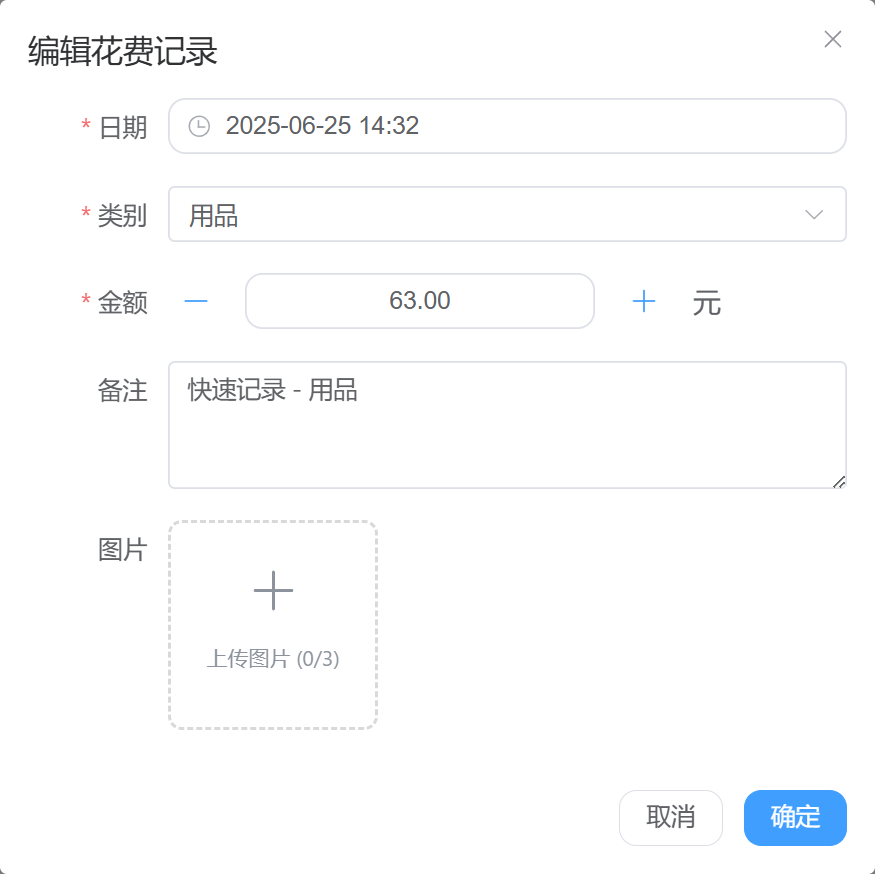 编辑花费记录
* 日期 2025-06-25 14:32
* 类别 用品
* 金额 63.00 元
备注 快速记录 - 用品
图片
上传图片 (0/3)
取消 确定